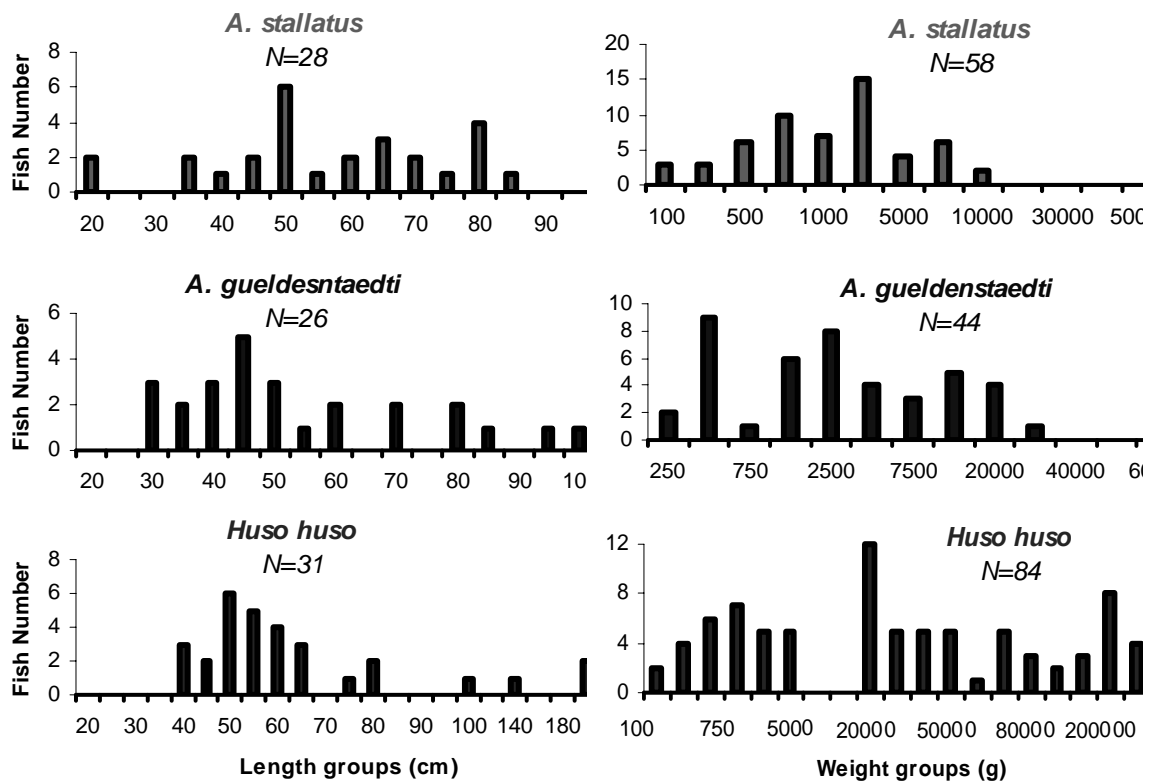 A. stallatus
N=28
Fish Number
8
6
4
2
0
20 30 40 50 60 70 80 90
A. stallatus
N=58
20
15
10
5
0
100 500 1000 5000 10000 30000 500
A. gueldesntaedti
N=26
Fish Number
6
4
2
0
20 30 40 50 60 70 80 90 10
A. gueldenstaedti
N=44
10
8
6
4
2
0
250 750 2500 7500 20000 40000 60
Huso huso
N=31
Fish Number
8
6
4
2
0
20 30 40 50 60 70 80 90 100 140 180
Length groups (cm)
Huso huso
N=84
12
8
4
0
100 750 5000 20000 50000 80000 200000
Weight groups (g)